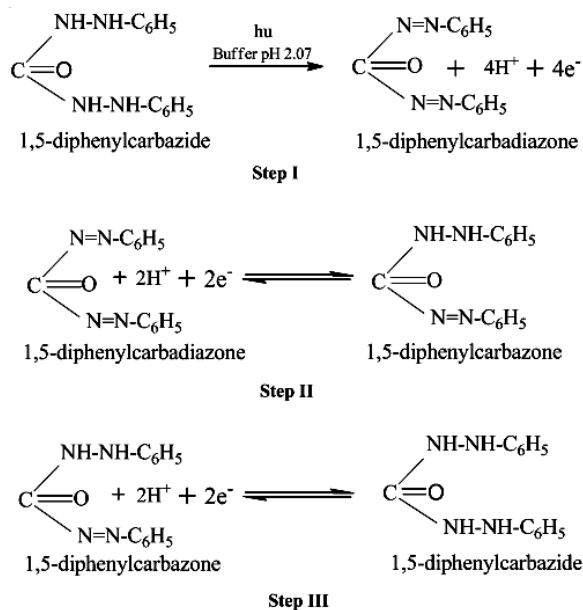 NH-NH-C₆H₅
hυ
N=N-C₆H₅
Buffer pH 2.07
C=O
C=O + 4H⁺ + 4e⁻
NH-NH-C₆H₅
N=N-C₆H₅
1,5-diphenylcarbazide
1,5-diphenylcarbadiazone
Step I
N=N-C₆H₅
NH-NH-C₆H₅
C=O + 2H⁺ + 2e⁻
C=O
N=N-C₆H₅
N=N-C₆H₅
1,5-diphenylcarbadiazone
1,5-diphenylcarbazone
Step II
NH-NH-C₆H₅
NH-NH-C₆H₅
C=O + 2H⁺ + 2e⁻
C=O
N=N-C₆H₅
NH-NH-C₆H₅
1,5-diphenylcarbazone
1,5-diphenylcarbazide
Step III